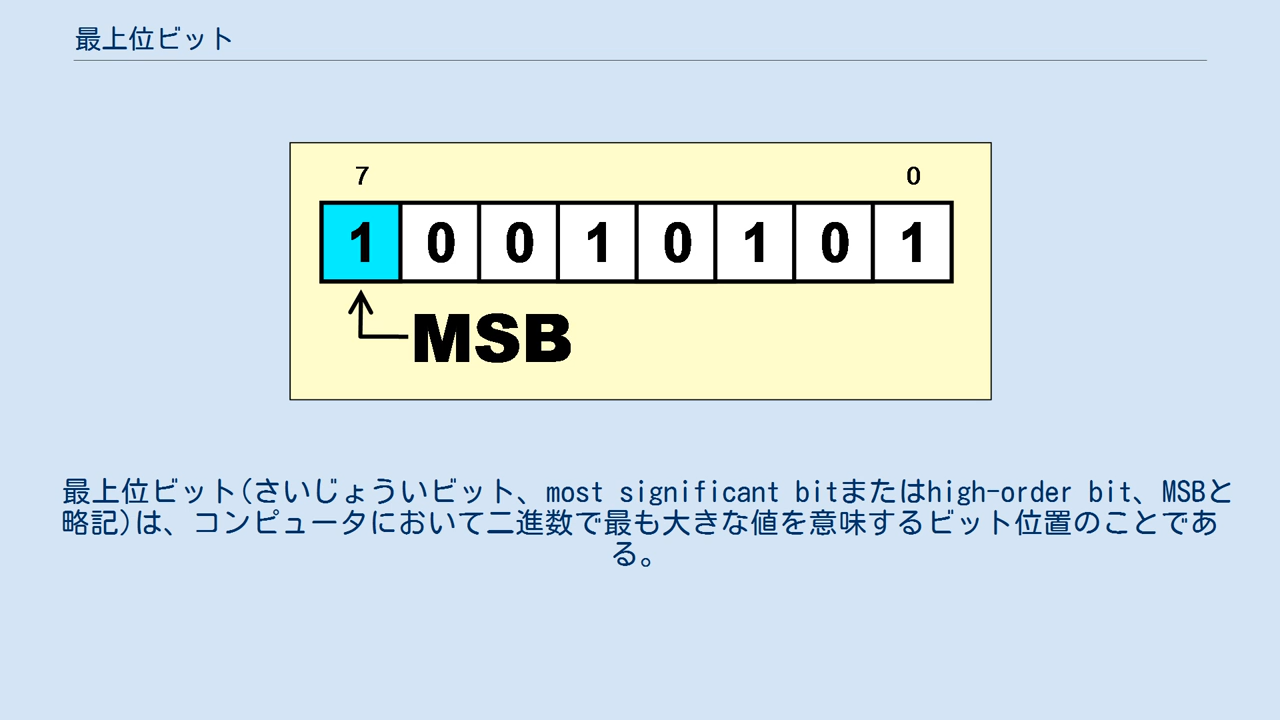 最上位ビット
7 0
1 0 0 1 0 1 0 1
MSB
最上位ビット(さいじょういビット、most significant bitまたはhigh-order bit、MSBと
略記)は、コンピュータにおいて二進数で最も大きな値を意味するビット位置のことであ
る。